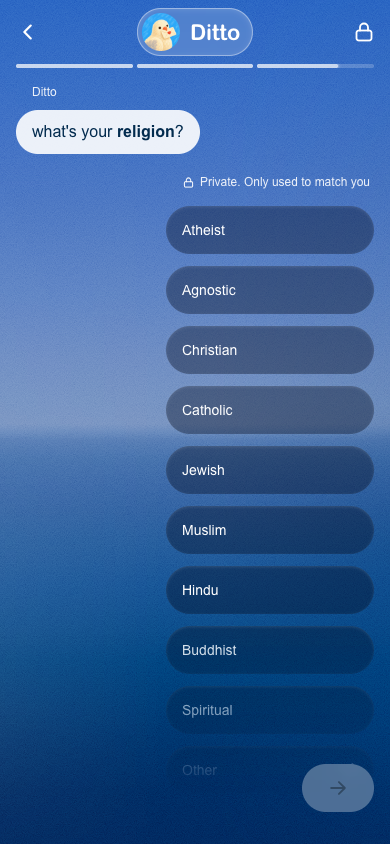 Ditto
Ditto
what's your religion?
Private. Only used to match you
Atheist
Agnostic
Christian
Catholic
Jewish
Muslim
Hindu
Buddhist
Spiritual
Other